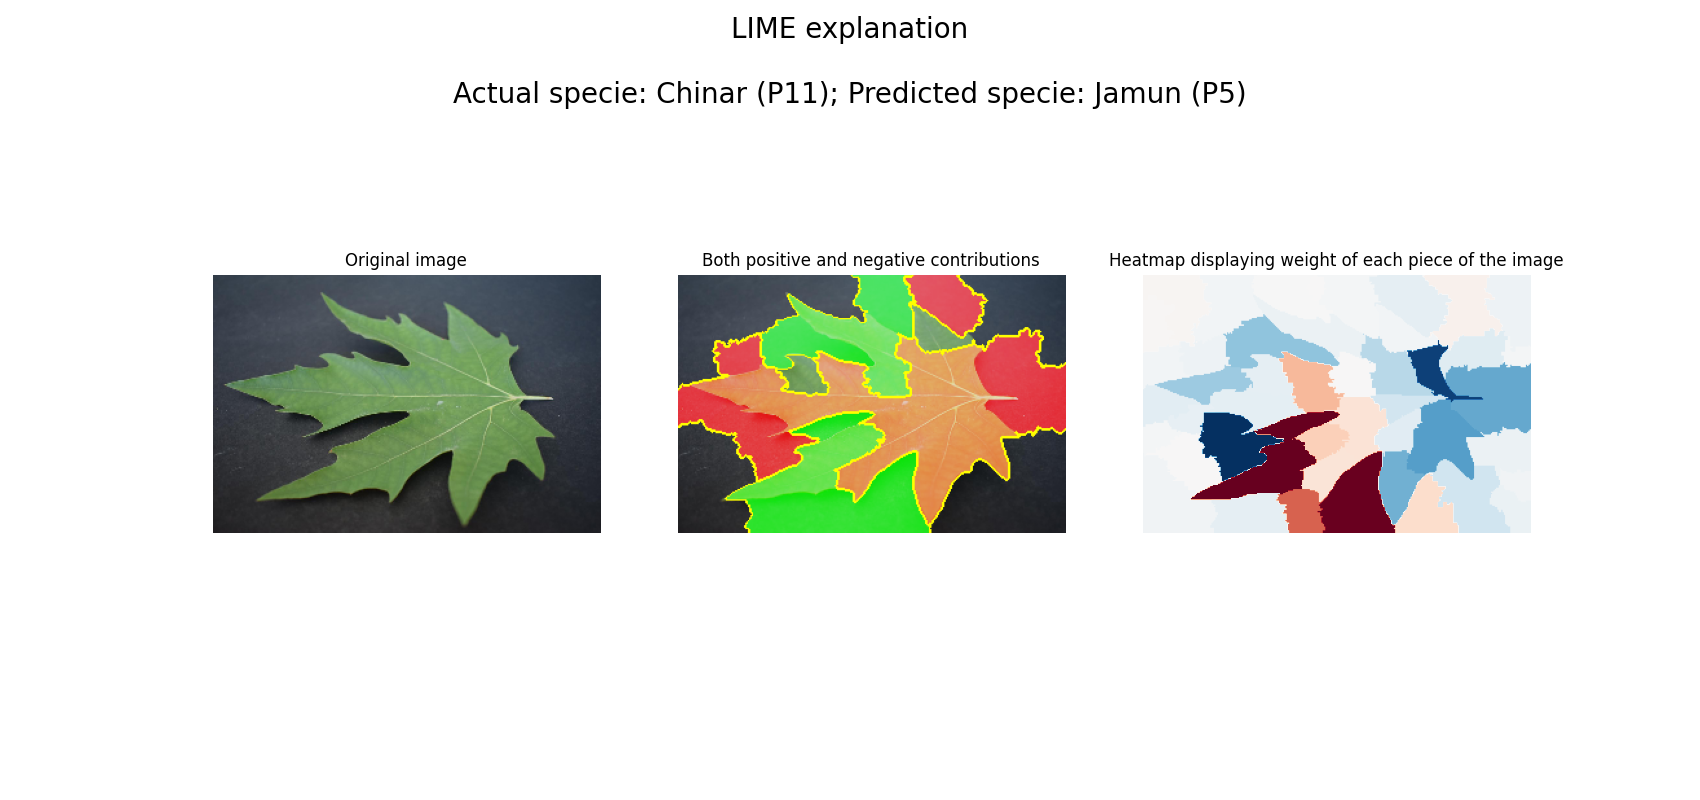 LIME explanation
Actual specie: Chinar (P11); Predicted specie: Jamun (P5)
Original image
Both positive and negative contributions
Heatmap displaying weight of each piece of the image